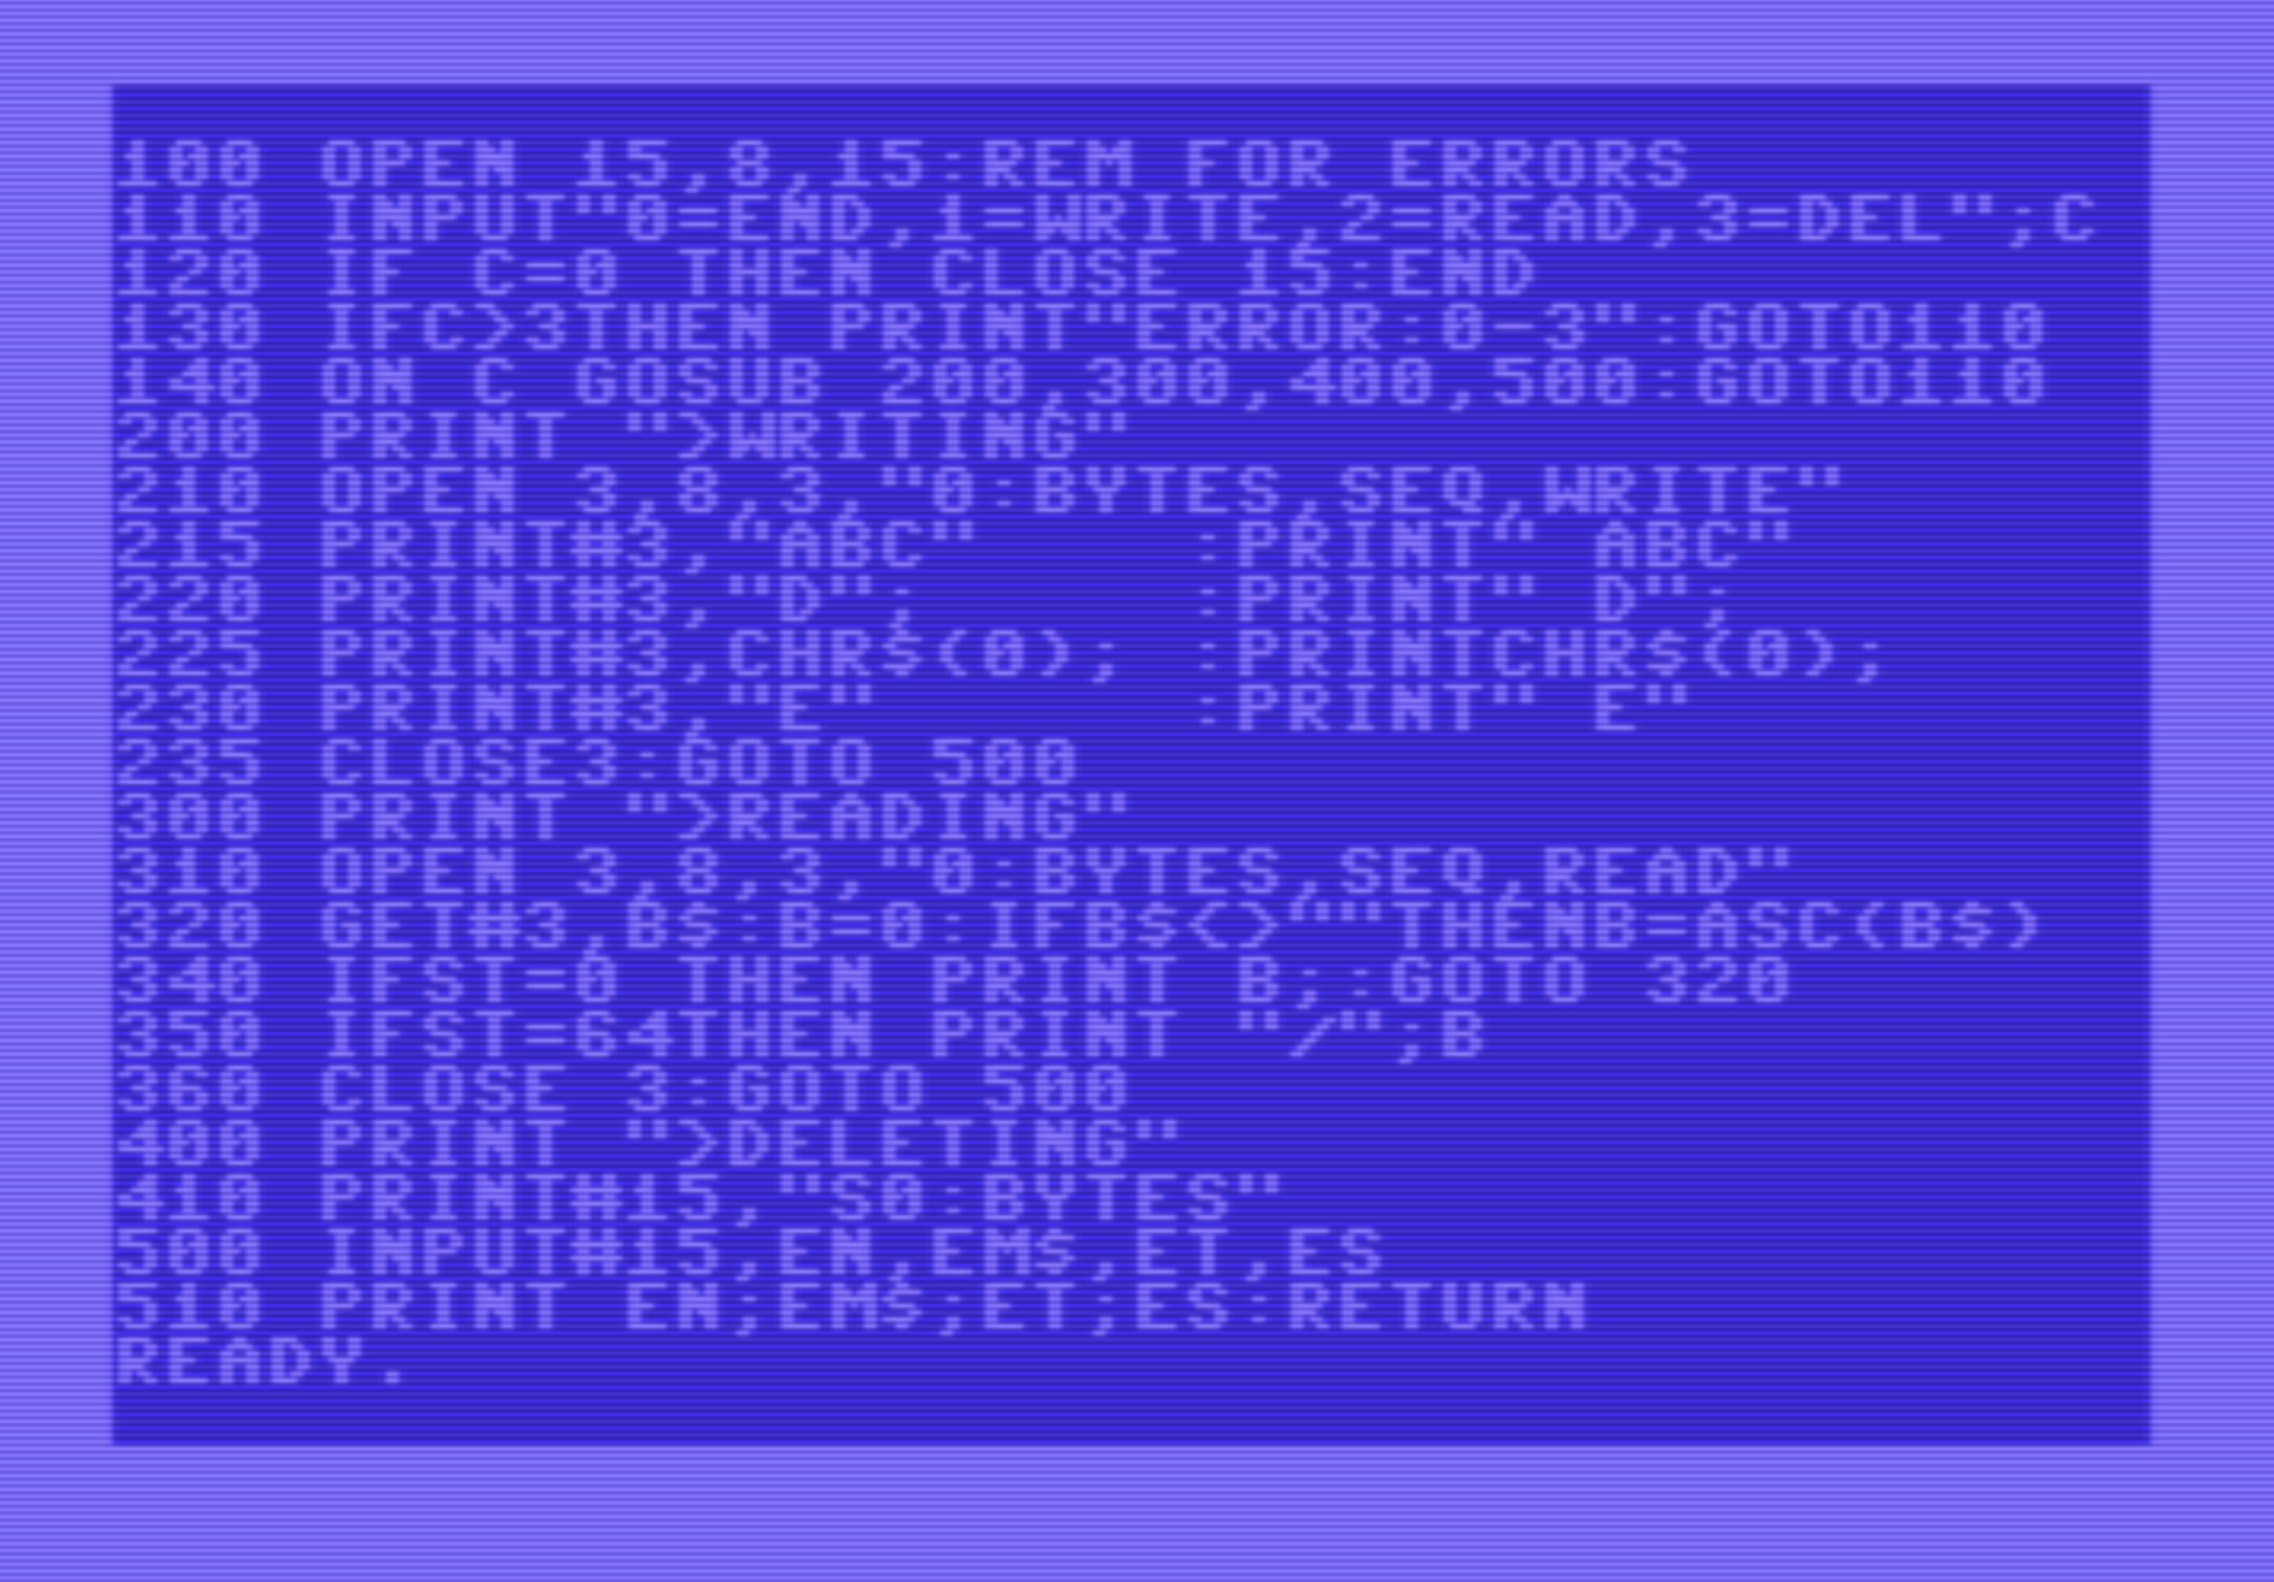 100 OPEN 15,8,15:REM FOR ERRORS
110 INPUT"0=END,1=WRITE,2=READ,3=DEL";C
120 IF C=0 THEN CLOSE 15:END
130 IFC>3THEN PRINT"ERROR:0-3":GOTO110
140 ON C GOSUB 200,300,400,500:GOTO110
200 PRINT ">WRITING"
210 OPEN 3,8,3,"0:BYTES,SEQ,WRITE"
215 PRINT#3,"ABC"    :PRINT" ABC"
220 PRINT#3,"D";     :PRINT" D";
225 PRINT#3,CHR$(0); :PRINTCHR$(0);
230 PRINT#3,"E"      :PRINT" E"
235 CLOSE3:GOTO 500
300 PRINT ">READING"
310 OPEN 3,8,3,"0:BYTES,SEQ,READ"
320 GET#3,B$:B=0:IFB$<>""THENB=ASC(B$)
340 IFST=0 THEN PRINT B;:GOTO 320
350 IFST=64THEN PRINT "/";B
360 CLOSE 3:GOTO 500
400 PRINT ">DELETING"
410 PRINT#15,"S0:BYTES"
500 INPUT#15,EN,EM$,ET,ES
510 PRINT EN;EM$;ET;ES:RETURN
READY.